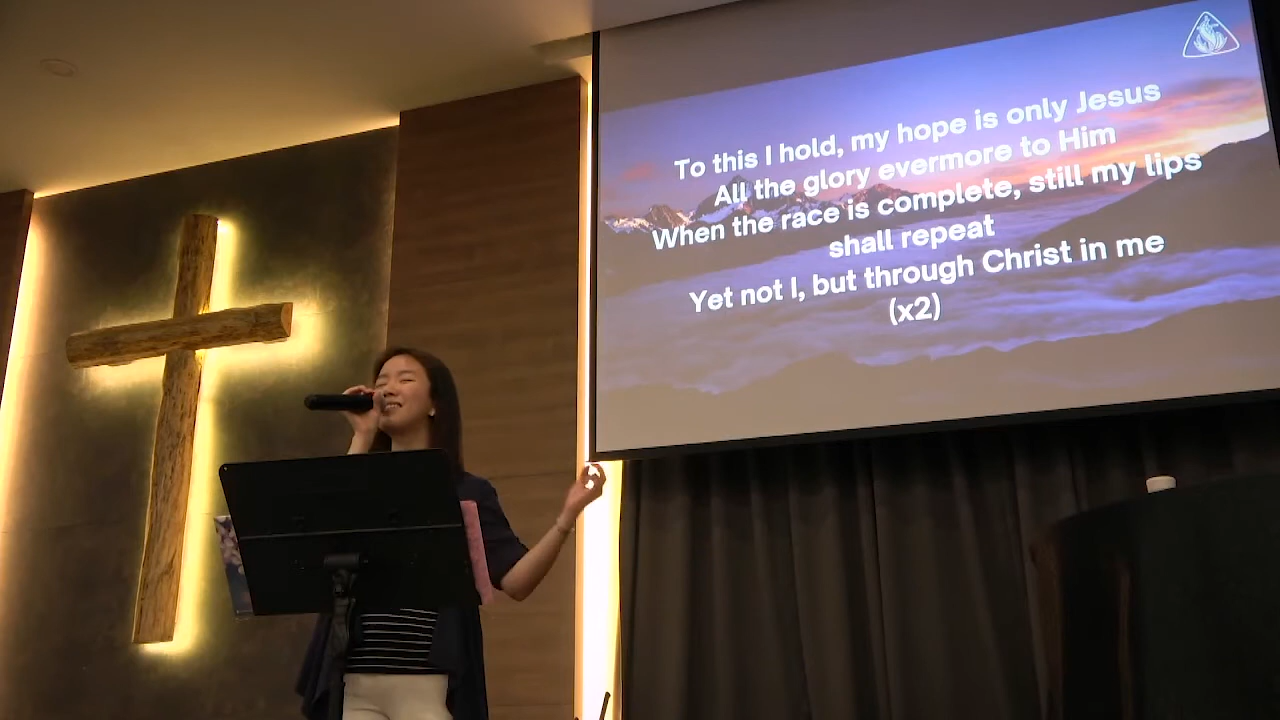 To this I hold, my hope is only Jesus
All the glory evermore to Him
When the race is complete, still my lips
shall repeat
Yet not I, but through Christ in me
(x2)